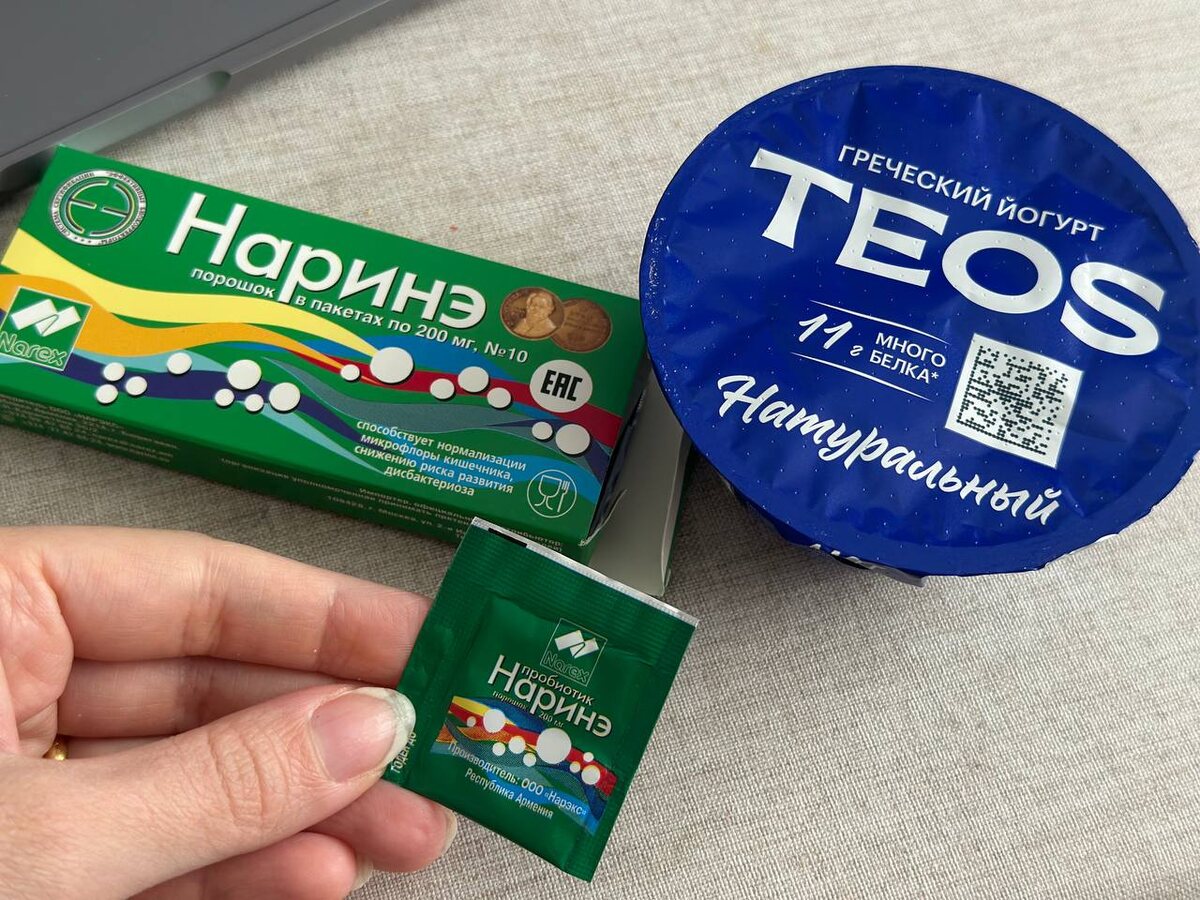 Наринэ
порошок в пакетах по 200 мг, №10
Narex
EAC
способствует нормализации
микрофлоры кишечника,
снижению риска развития
дисбактериоза
ГРЕЧЕСКИЙ ЙОГУРТ
TEOS
11 г МНОГО
БЕЛКА*
Натуральный
Narex
пробиотик
Наринэ
порошок 200 мг
Производитель: ООО «Нарэкс»
Республика Армения